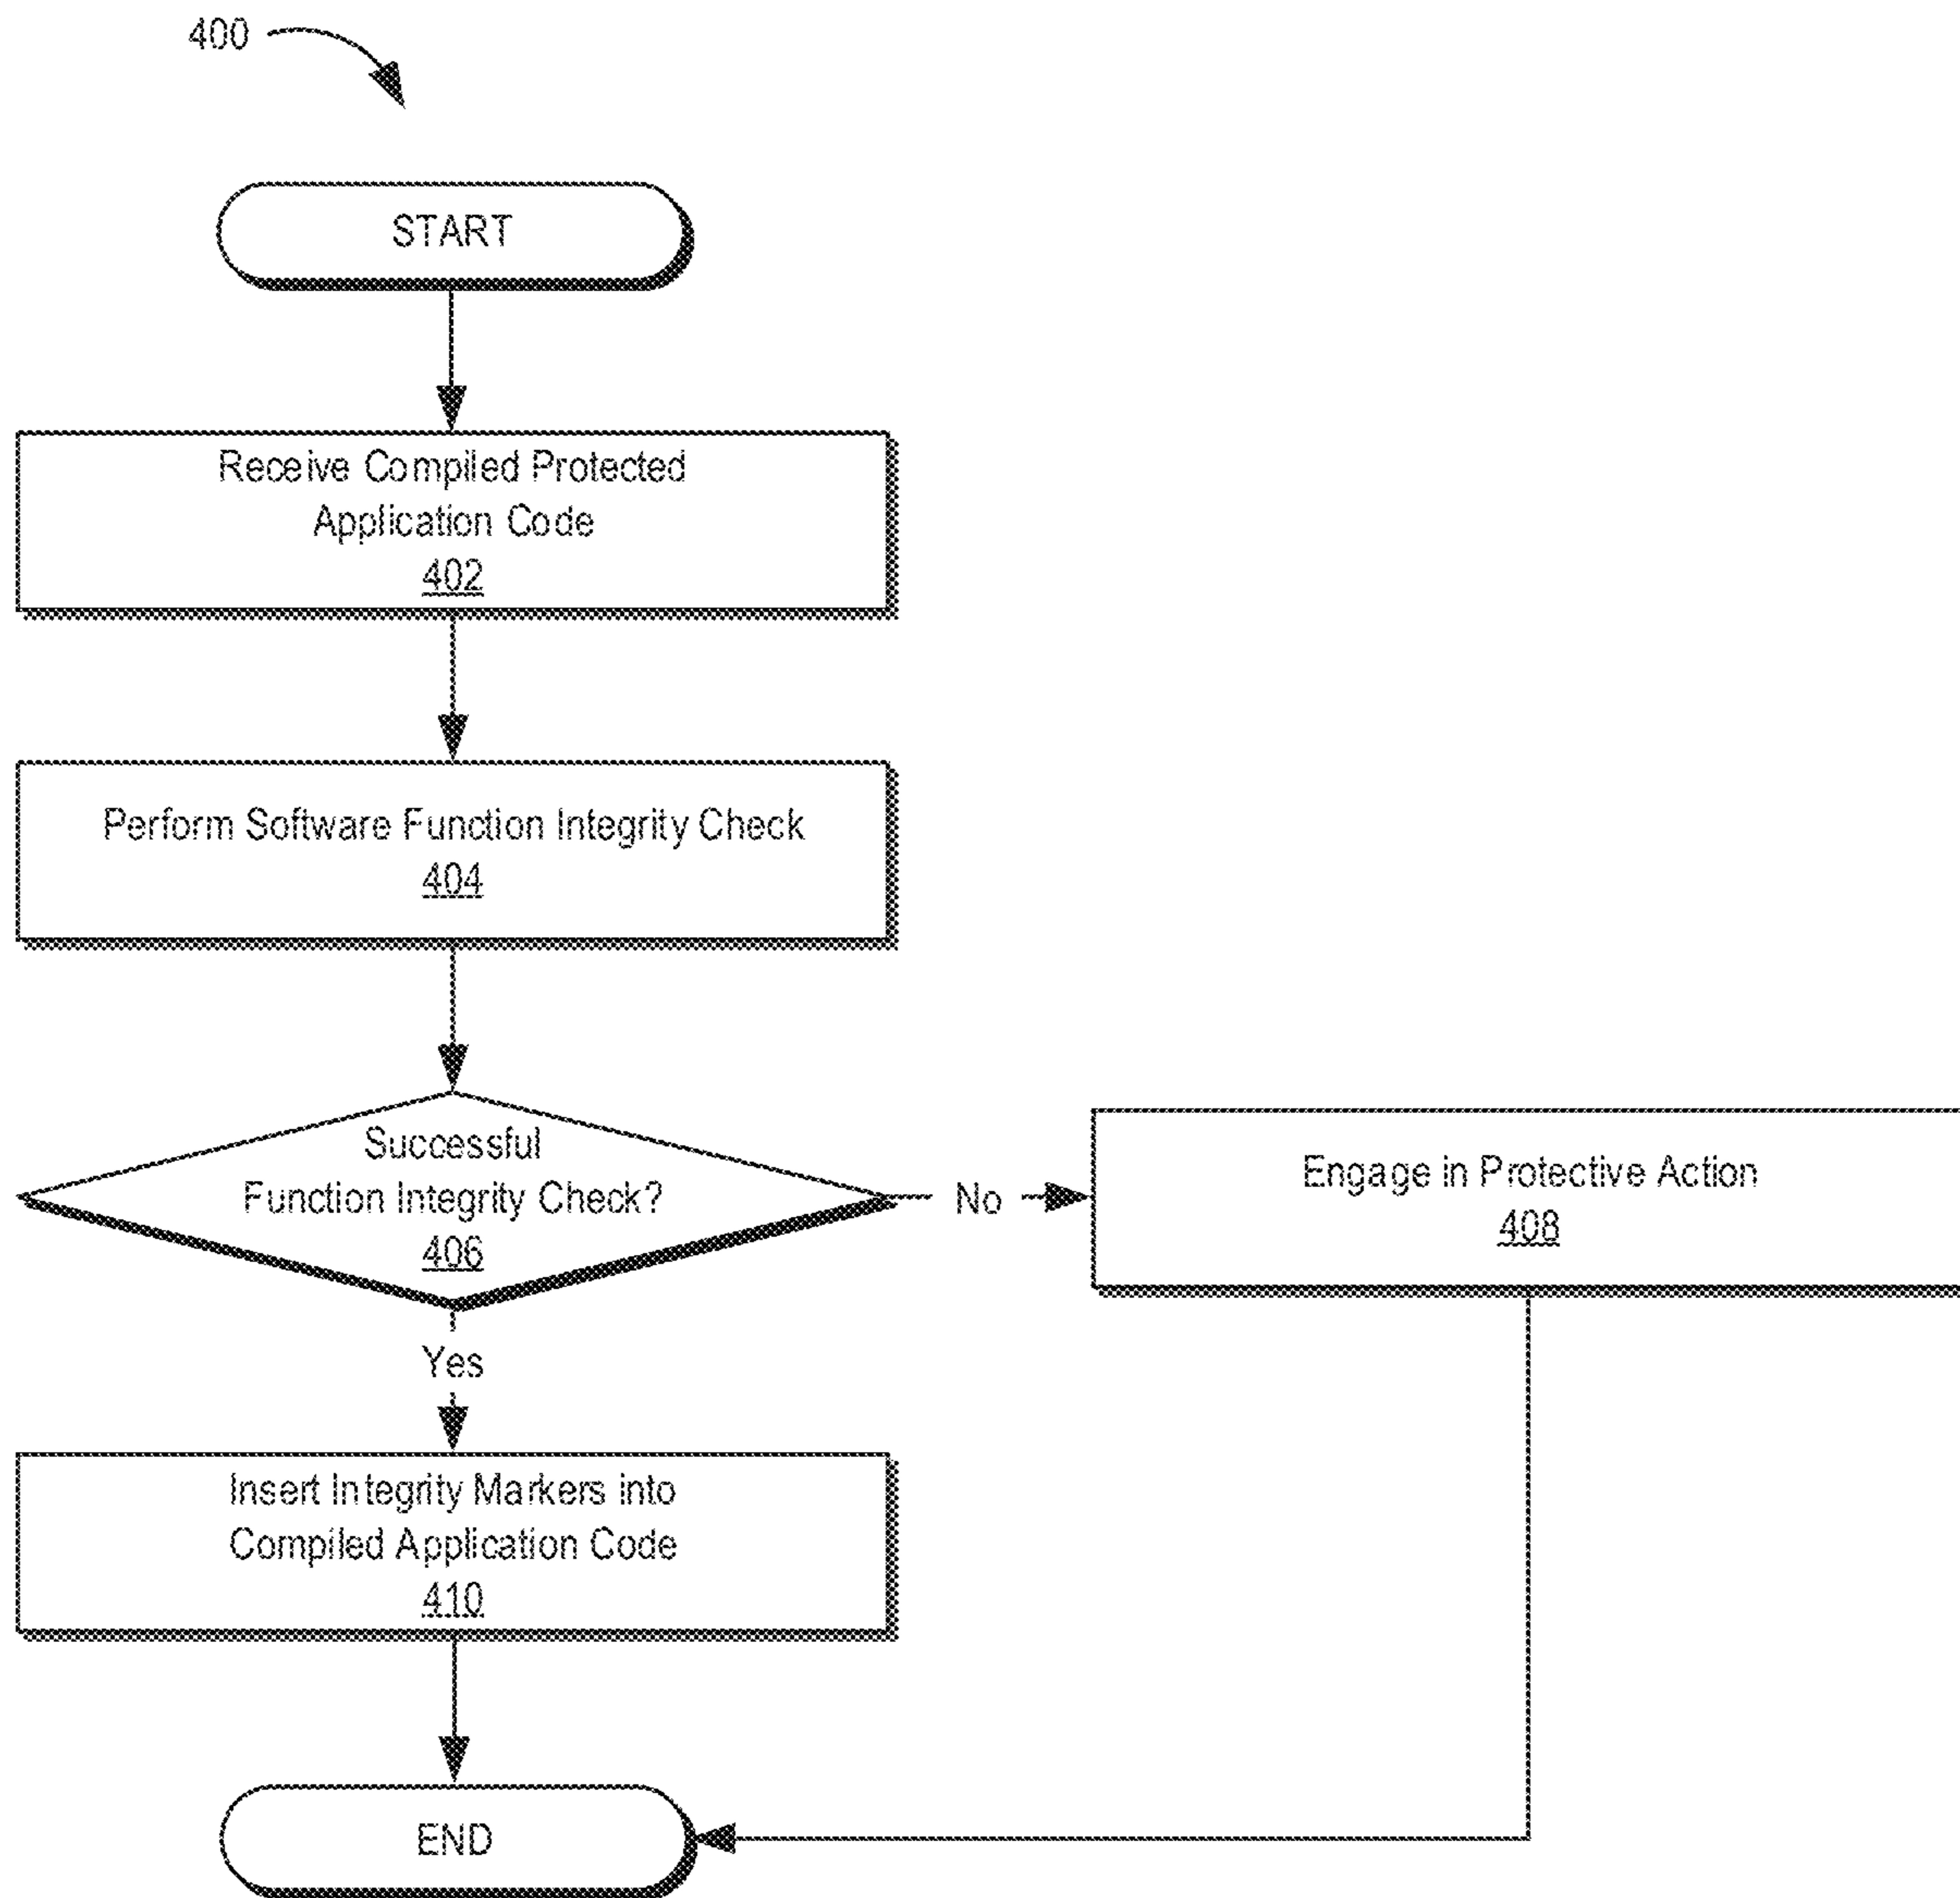 400
START
Receive Compiled Protected
Application Code
402
Perform Software Function Integrity Check
404
Successful
Function Integrity Check?
406
No
Engage in Protective Action
408
Yes
Insert Integrity Markers into
Compiled Application Code
410
END